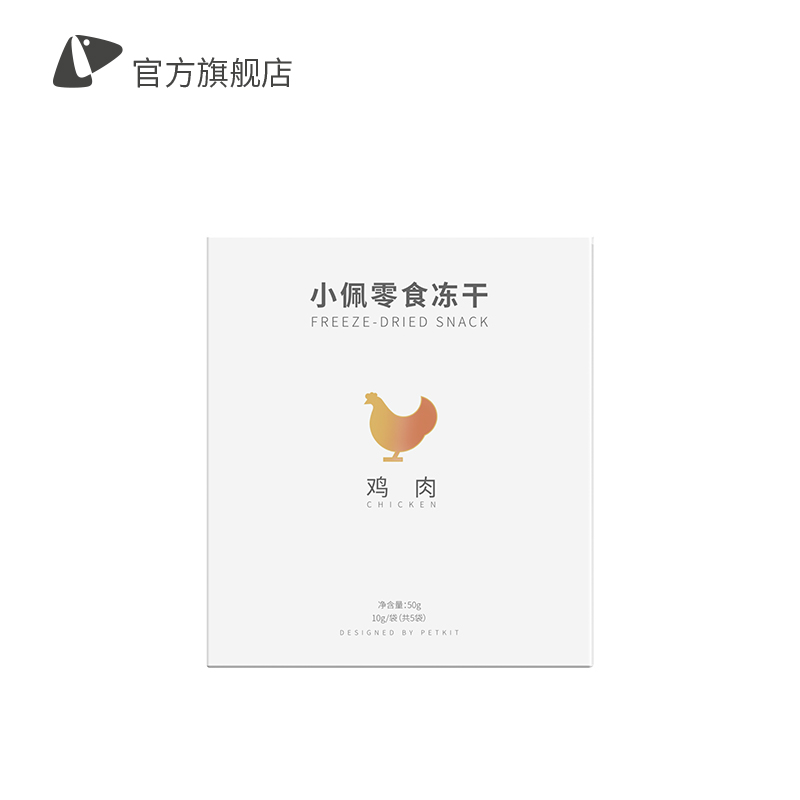 官方旗舰店
小佩零食冻干
FREEZE-DRIED SNACK
鸡 肉
CHICKEN
净含量:50g
10g/袋(共5袋)
DESIGNED BY PETKIT